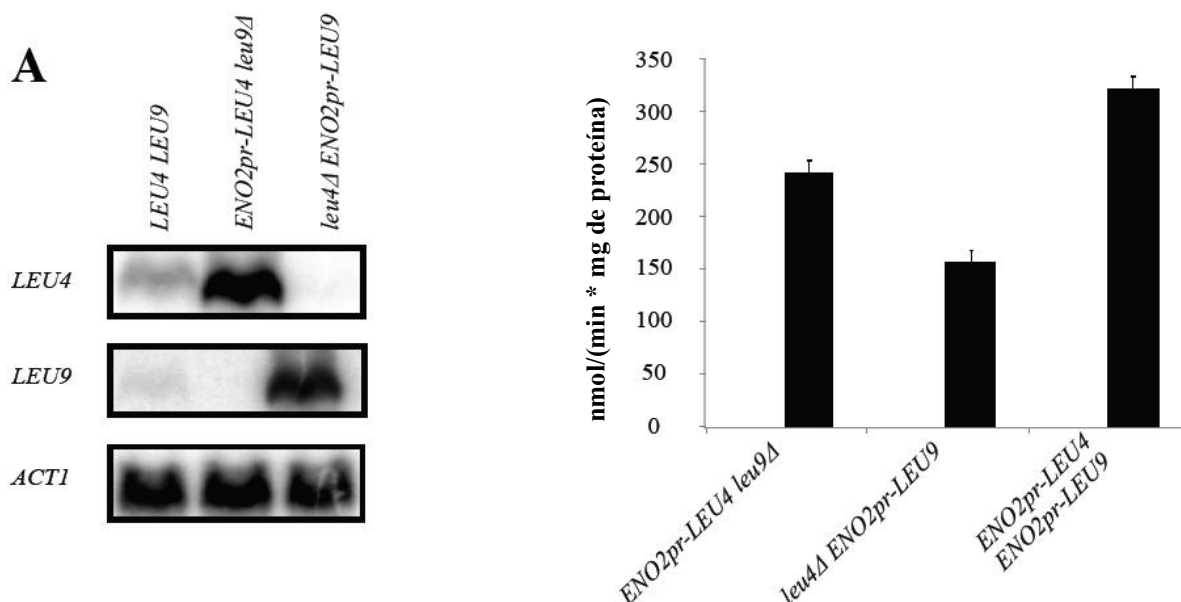 A
LEU4 LEU9
ENO2pr-LEU4 leu9Δ
leu4Δ ENO2pr-LEU9
LEU4
LEU9
ACT1
nmol/(min * mg de proteína)
350
300
250
200
150
100
50
0
ENO2pr-LEU4 leu9Δ
leu4Δ ENO2pr-LEU9
ENO2pr-LEU4
ENO2pr-LEU9